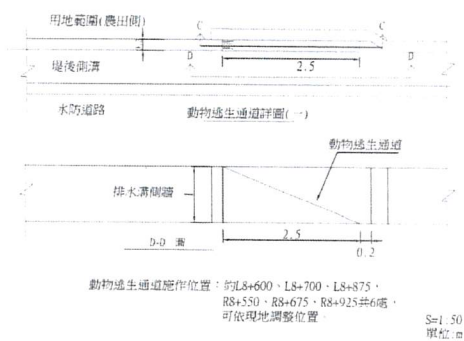 用地範圍(農田側)
C
C
D
D
堤後側溝
2.5
水防道路
動物逃生通道詳圖(一)
動物逃生通道
排水溝側牆
D-D 圖
2.5
0.2
動物逃生通道施作位置：約L8+600、L8+700、L8+875、
R8+550、R8+675、R8+925共6處，
可依現地調整位置。
S=1:50
單位:m